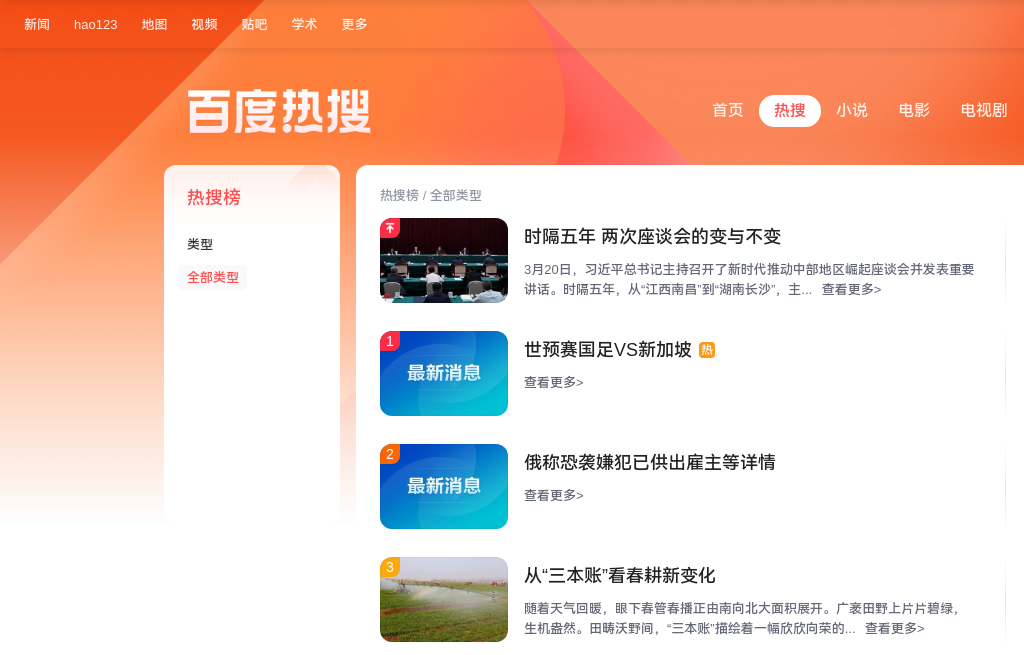 新闻 hao123 地图 视频 贴吧 学术 更多
百度热搜
首页 热搜 小说 电影 电视剧
热搜榜
类型
全部类型
热搜榜 / 全部类型
时隔五年 两次座谈会的变与不变
3月20日，习近平总书记主持召开了新时代推动中部地区崛起座谈会并发表重要
讲话。时隔五年，从“江西南昌”到“湖南长沙”，主... 查看更多>
1
最新消息
世预赛国足VS新加坡 热
查看更多>
2
最新消息
俄称恐袭嫌犯已供出雇主等详情
查看更多>
3
从“三本账”看春耕新变化
随着天气回暖，眼下春管春播正由南向北大面积展开。广袤田野上片片碧绿，
生机盎然。田畴沃野间，“三本账”描绘着一幅欣欣向荣的... 查看更多>